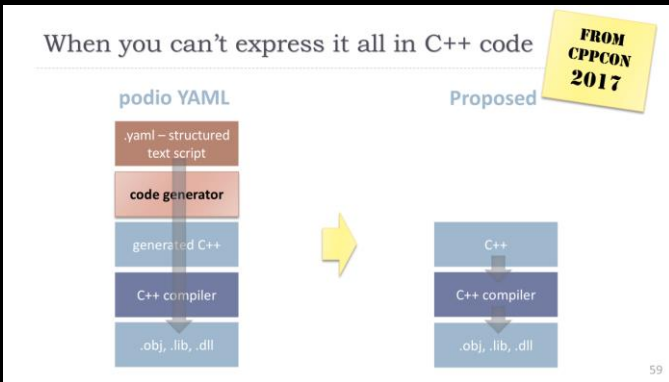 When you can't express it all in C++ code
FROM
CPPCON
2017
podio YAML
.yaml – structured
text script
code generator
generated C++
C++ compiler
.obj, .lib, .dll
Proposed
C++
C++ compiler
.obj, .lib, .dll
59